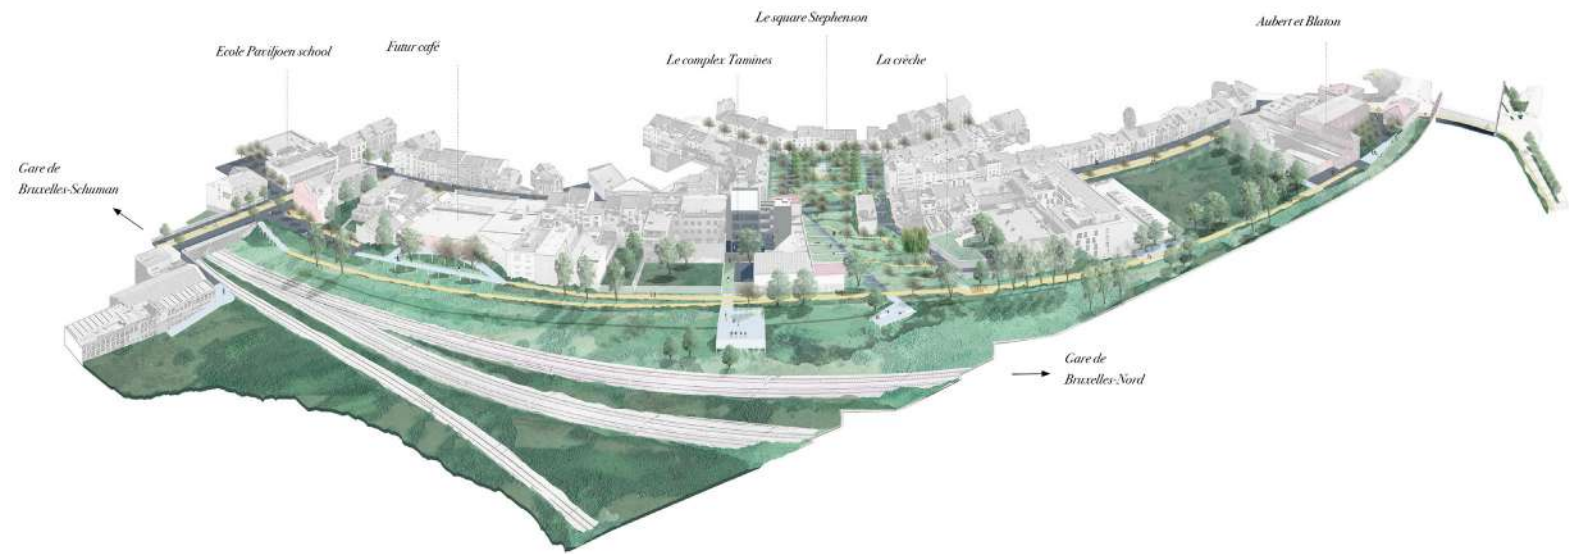 Le square Stephenson
Aubert et Blaton
Futur café
Ecole Paviljoen school
Le complex Tamines
La crèche
Gare de
Bruxelles-Schuman
Gare de
Bruxelles-Nord